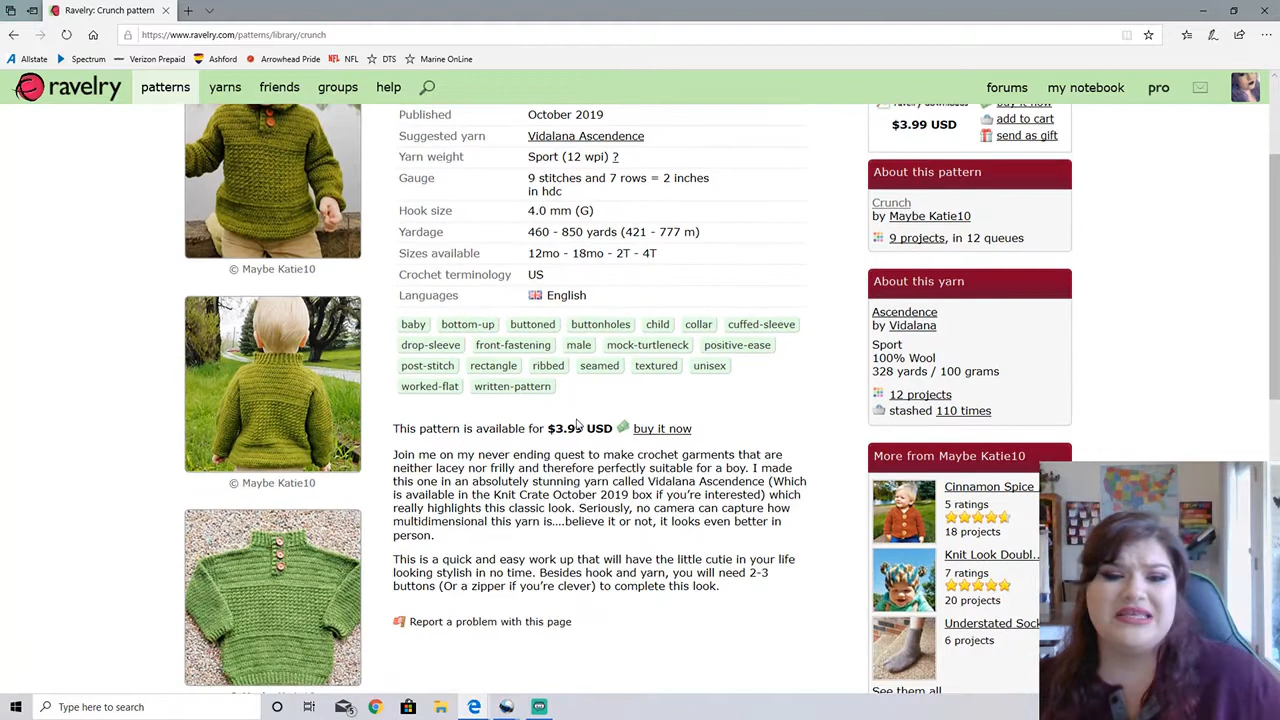 Ravelry: Crunch pattern
https://www.ravelry.com/patterns/library/crunch
Allstate Spectrum Verizon Prepaid Ashford Arrowhead Pride NFL DTS Marine OnLine
ravelry patterns yarns friends groups help forums my notebook pro
Published October 2019
Suggested yarn Vidalana Ascendence
Yarn weight Sport (12 wpi) ?
Gauge 9 stitches and 7 rows = 2 inches
in hdc
Hook size 4.0 mm (G)
Yardage 460 - 850 yards (421 - 777 m)
Sizes available 12mo - 18mo - 2T - 4T
Crochet terminology US
Languages English
baby bottom-up buttoned buttonholes child collar cuffed-sleeve
drop-sleeve front-fastening male mock-turtleneck positive-ease
post-stitch rectangle ribbed seamed textured unisex
worked-flat written-pattern
This pattern is available for $3.99 USD buy it now
Join me on my never ending quest to make crochet garments that are
neither lacey nor frilly and therefore perfectly suitable for a boy. I made
this one in an absolutely stunning yarn called Vidalana Ascendence (Which
is available in the Knit Crate October 2019 box if you’re interested) which
really highlights this classic look. Seriously, no camera can capture how
multidimensional this yarn is....believe it or not, it looks even better in
person.
This is a quick and easy work up that will have the little cutie in your life
looking stylish in no time. Besides hook and yarn, you will need 2-3
buttons (Or a zipper if you’re clever) to complete this look.
Report a problem with this page
© Maybe Katie10
© Maybe Katie10
ravelry downloads
buy it now
$3.99 USD
add to cart
send as gift
About this pattern
Crunch
by Maybe Katie10
9 projects, in 12 queues
About this yarn
Ascendence
by Vidalana
Sport
100% Wool
328 yards / 100 grams
12 projects
stashed 110 times
More from Maybe Katie10
Cinnamon Spice
5 ratings
18 projects
Knit Look Doubl...
7 ratings
20 projects
Understated Sock
6 projects
See them all
Type here to search
5